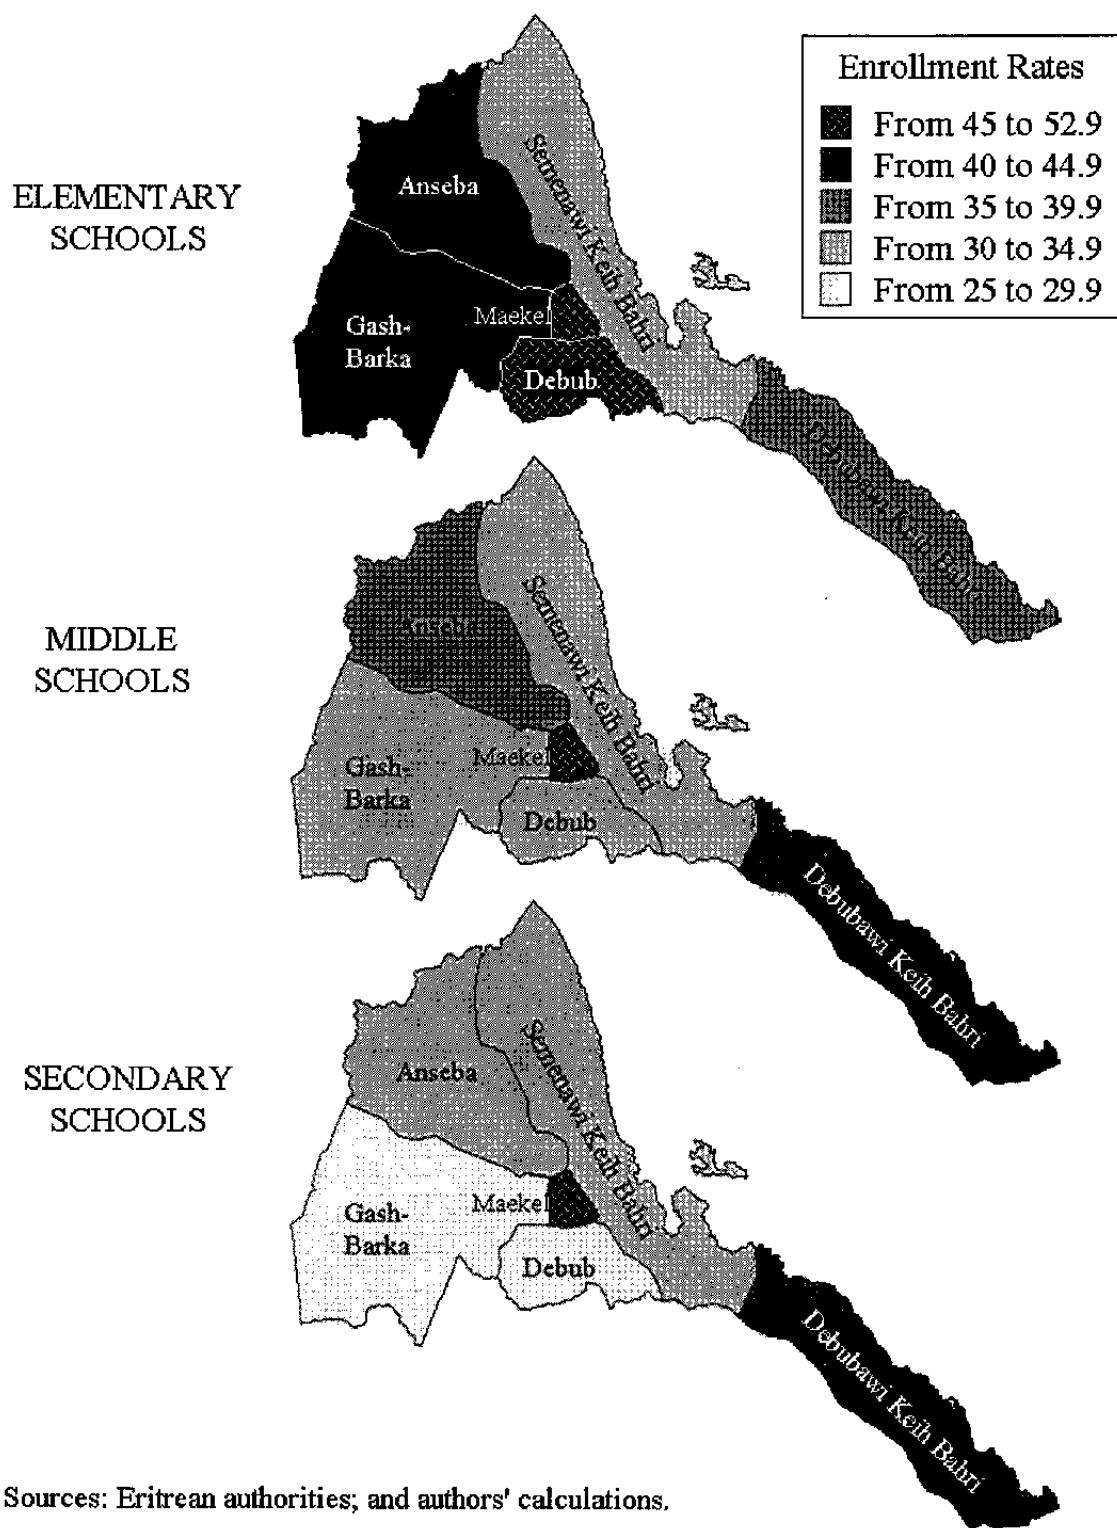 Enrollment Rates
From 45 to 52.9
From 40 to 44.9
From 35 to 39.9
From 30 to 34.9
From 25 to 29.9
ELEMENTARY
SCHOOLS
Anseba
Semenawi Keih Bahri
Maekel
Gash-
Barka
Debub
Debubawi Keih Bahri
MIDDLE
SCHOOLS
Anseba
Semenawi Keih Bahri
Maekel
Gash-
Barka
Debub
Debubawi Keih Bahri
SECONDARY
SCHOOLS
Anseba
Semenawi Keih Bahri
Maekel
Gash-
Barka
Debub
Debubawi Keih Bahri
Sources: Eritrean authorities; and authors' calculations.